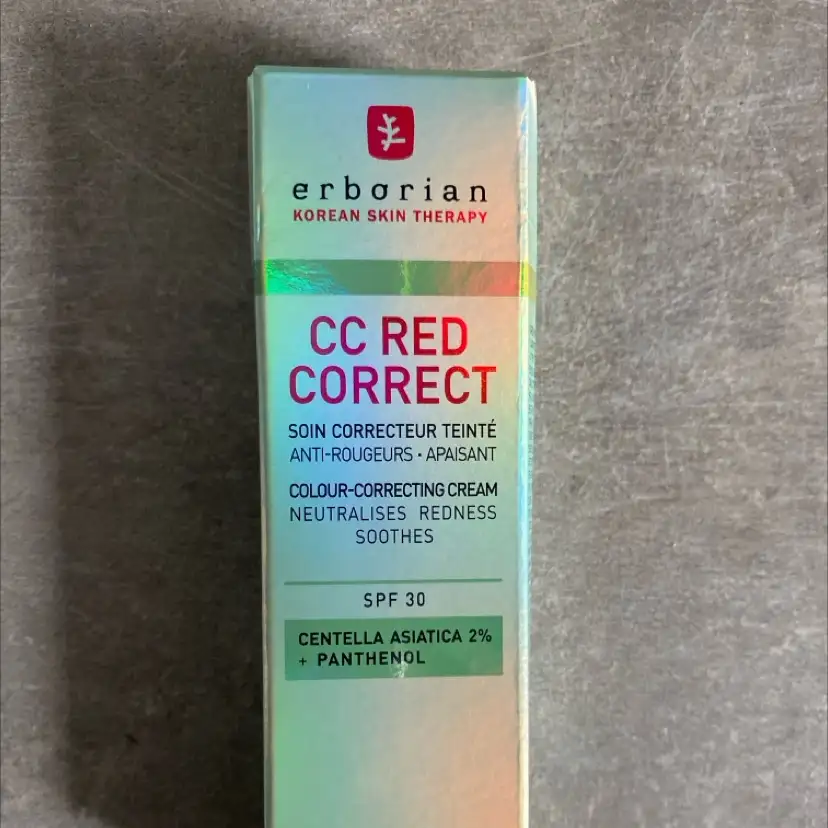 erborian
KOREAN SKIN THERAPY
CC RED
CORRECT
SOIN CORRECTEUR TEINTÉ
ANTI-ROUGEURS • APAISANT
COLOUR-CORRECTING CREAM
NEUTRALISES REDNESS
SOOTHES
SPF 30
CENTELLA ASIATICA 2%
+ PANTHENOL